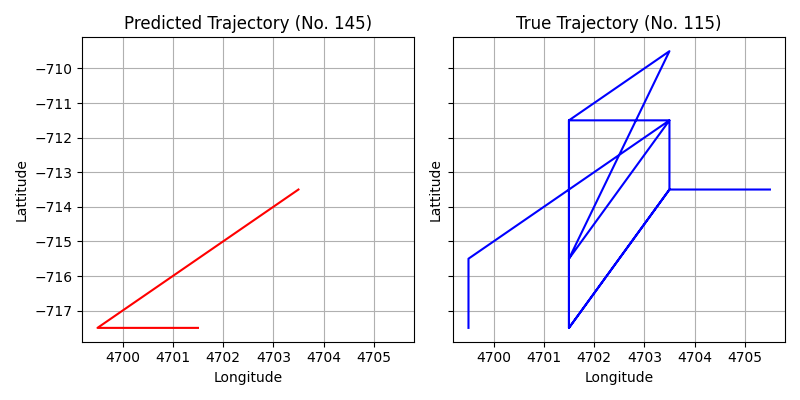 Predicted Trajectory (No. 145)
True Trajectory (No. 115)
−710
−711
−712
−713
−714
−715
−716
−717
Lattitude
Lattitude
4700 4701 4702 4703 4704 4705
4700 4701 4702 4703 4704 4705
Longitude
Longitude